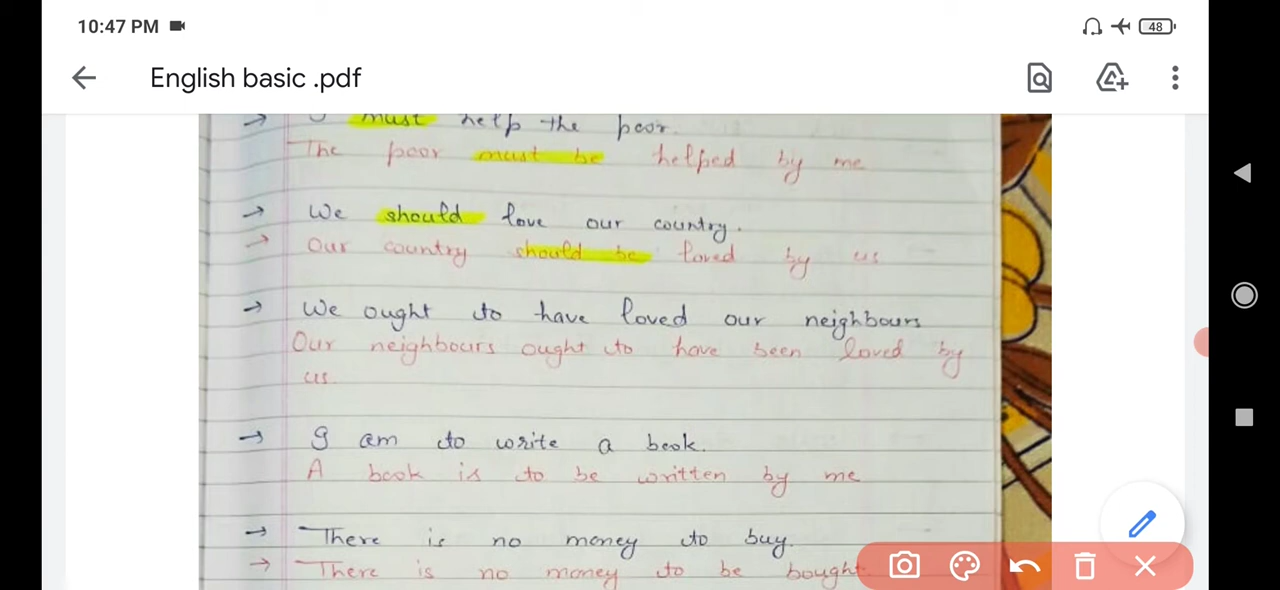 10:47 PM
48
English basic .pdf
→ I must help the poor.
The poor must be helped by me
→ We should love our country.
→ Our country should be loved by us
→ We ought to have loved our neighbours
Our neighbours ought to have been loved by
us.
→ I am to write a book.
A book is to be written by me
→ There is no money to buy.
→ There is no money to be bought.